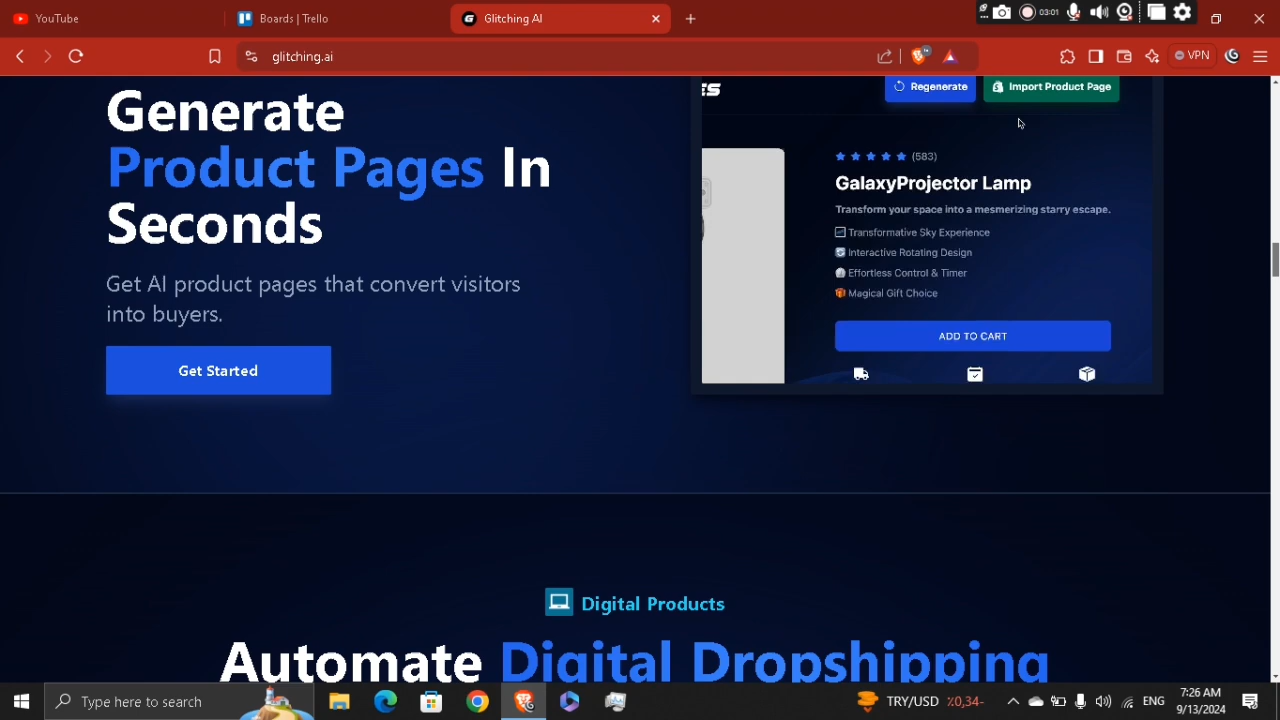 YouTube
Boards | Trello
Glitching AI
03:01
glitching.ai
VPN
Generate
Product Pages In
Seconds
Get AI product pages that convert visitors
into buyers.
Get Started
ES
Regenerate
Import Product Page
(583)
GalaxyProjector Lamp
Transform your space into a mesmerizing starry escape.
Transformative Sky Experience
Interactive Rotating Design
Effortless Control & Timer
Magical Gift Choice
ADD TO CART
Digital Products
Automate Digital Dropshipping
Type here to search
TRY/USD
٪0,34-
ENG
7:26 AM
9/13/2024